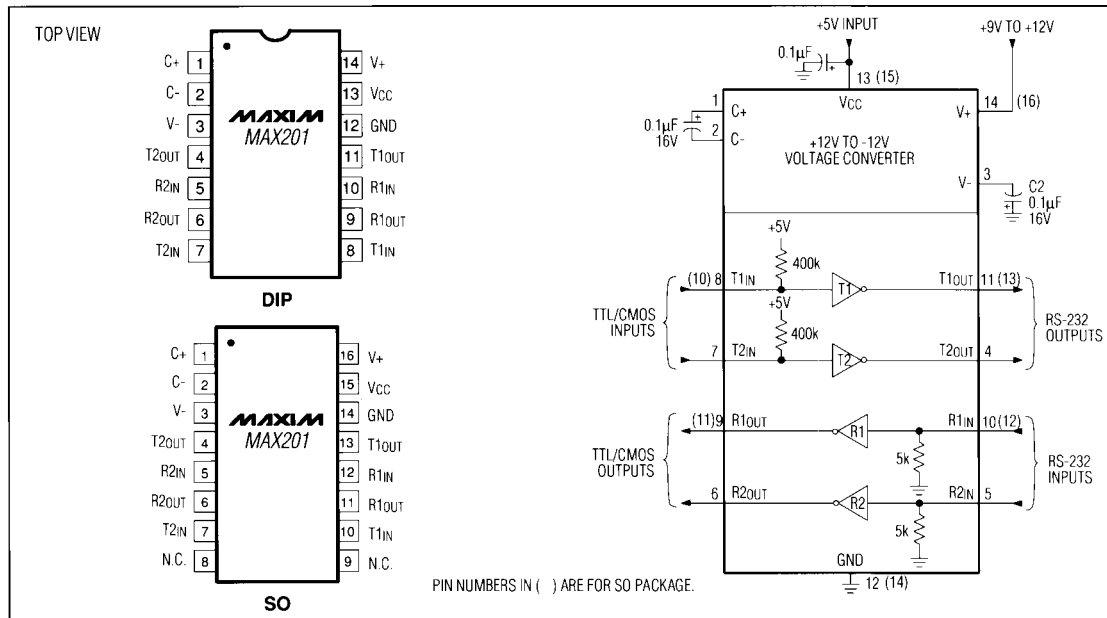 TOP VIEW
C+ 1 14 V+
C- 2 13 VCC
V- 3 12 GND
T2OUT 4 11 T1OUT
R2IN 5 10 R1IN
R2OUT 6 9 R1OUT
T2IN 7 8 T1IN
MAXIM
MAX201
DIP
C+ 1 16 V+
C- 2 15 VCC
V- 3 14 GND
T2OUT 4 13 T1OUT
R2IN 5 12 R1IN
R2OUT 6 11 R1OUT
T2IN 7 10 T1IN
N.C. 8 9 N.C.
MAXIM
MAX201
SO
+5V INPUT
+9V TO +12V
0.1µF
+
13 (15)
VCC
1 C+
+
0.1µF
16V
2 C-
V+ 14 (16)
+12V TO -12V
VOLTAGE CONVERTER
V- 3
C2
0.1µF
16V
+
+5V
400k
(10) 8 T1IN T1 T1OUT 11 (13)
+5V
400k
7 T2IN T2 T2OUT 4
TTL/CMOS
INPUTS
RS-232
OUTPUTS
(11) 9 R1OUT R1 R1IN 10 (12)
5k
6 R2OUT R2 R2IN 5
5k
TTL/CMOS
OUTPUTS
RS-232
INPUTS
GND
12 (14)
PIN NUMBERS IN ( ) ARE FOR SO PACKAGE.